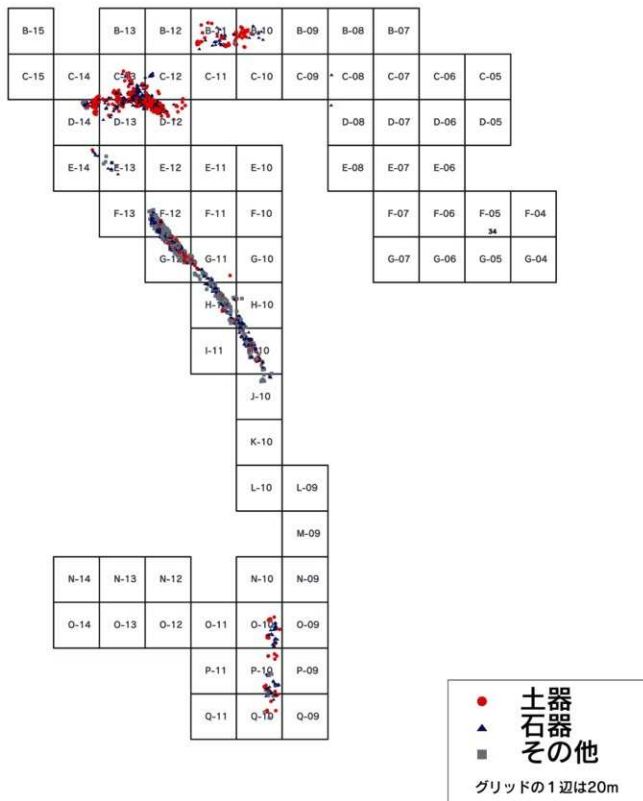 B-15 B-13 B-12 B-11 B-10 B-09 B-08 B-07
C-15 C-14 C-13 C-12 C-11 C-10 C-09 C-08 C-07 C-06 C-05
D-14 D-13 D-12 D-08 D-07 D-06 D-05
E-14 E-13 E-12 E-11 E-10 E-08 E-07 E-06
F-13 F-12 F-11 F-10 F-07 F-06 F-05 F-04
34
G-12 G-11 G-10 G-07 G-06 G-05 G-04
H-10
I-11
J-10
K-10
L-10 L-09
M-09
N-14 N-13 N-12 N-10 N-09
O-14 O-13 O-12 O-11 O-10 O-09
P-11 P-10 P-09
Q-11 Q-10 Q-09
土器
石器
その他
グリッドの1辺は20m